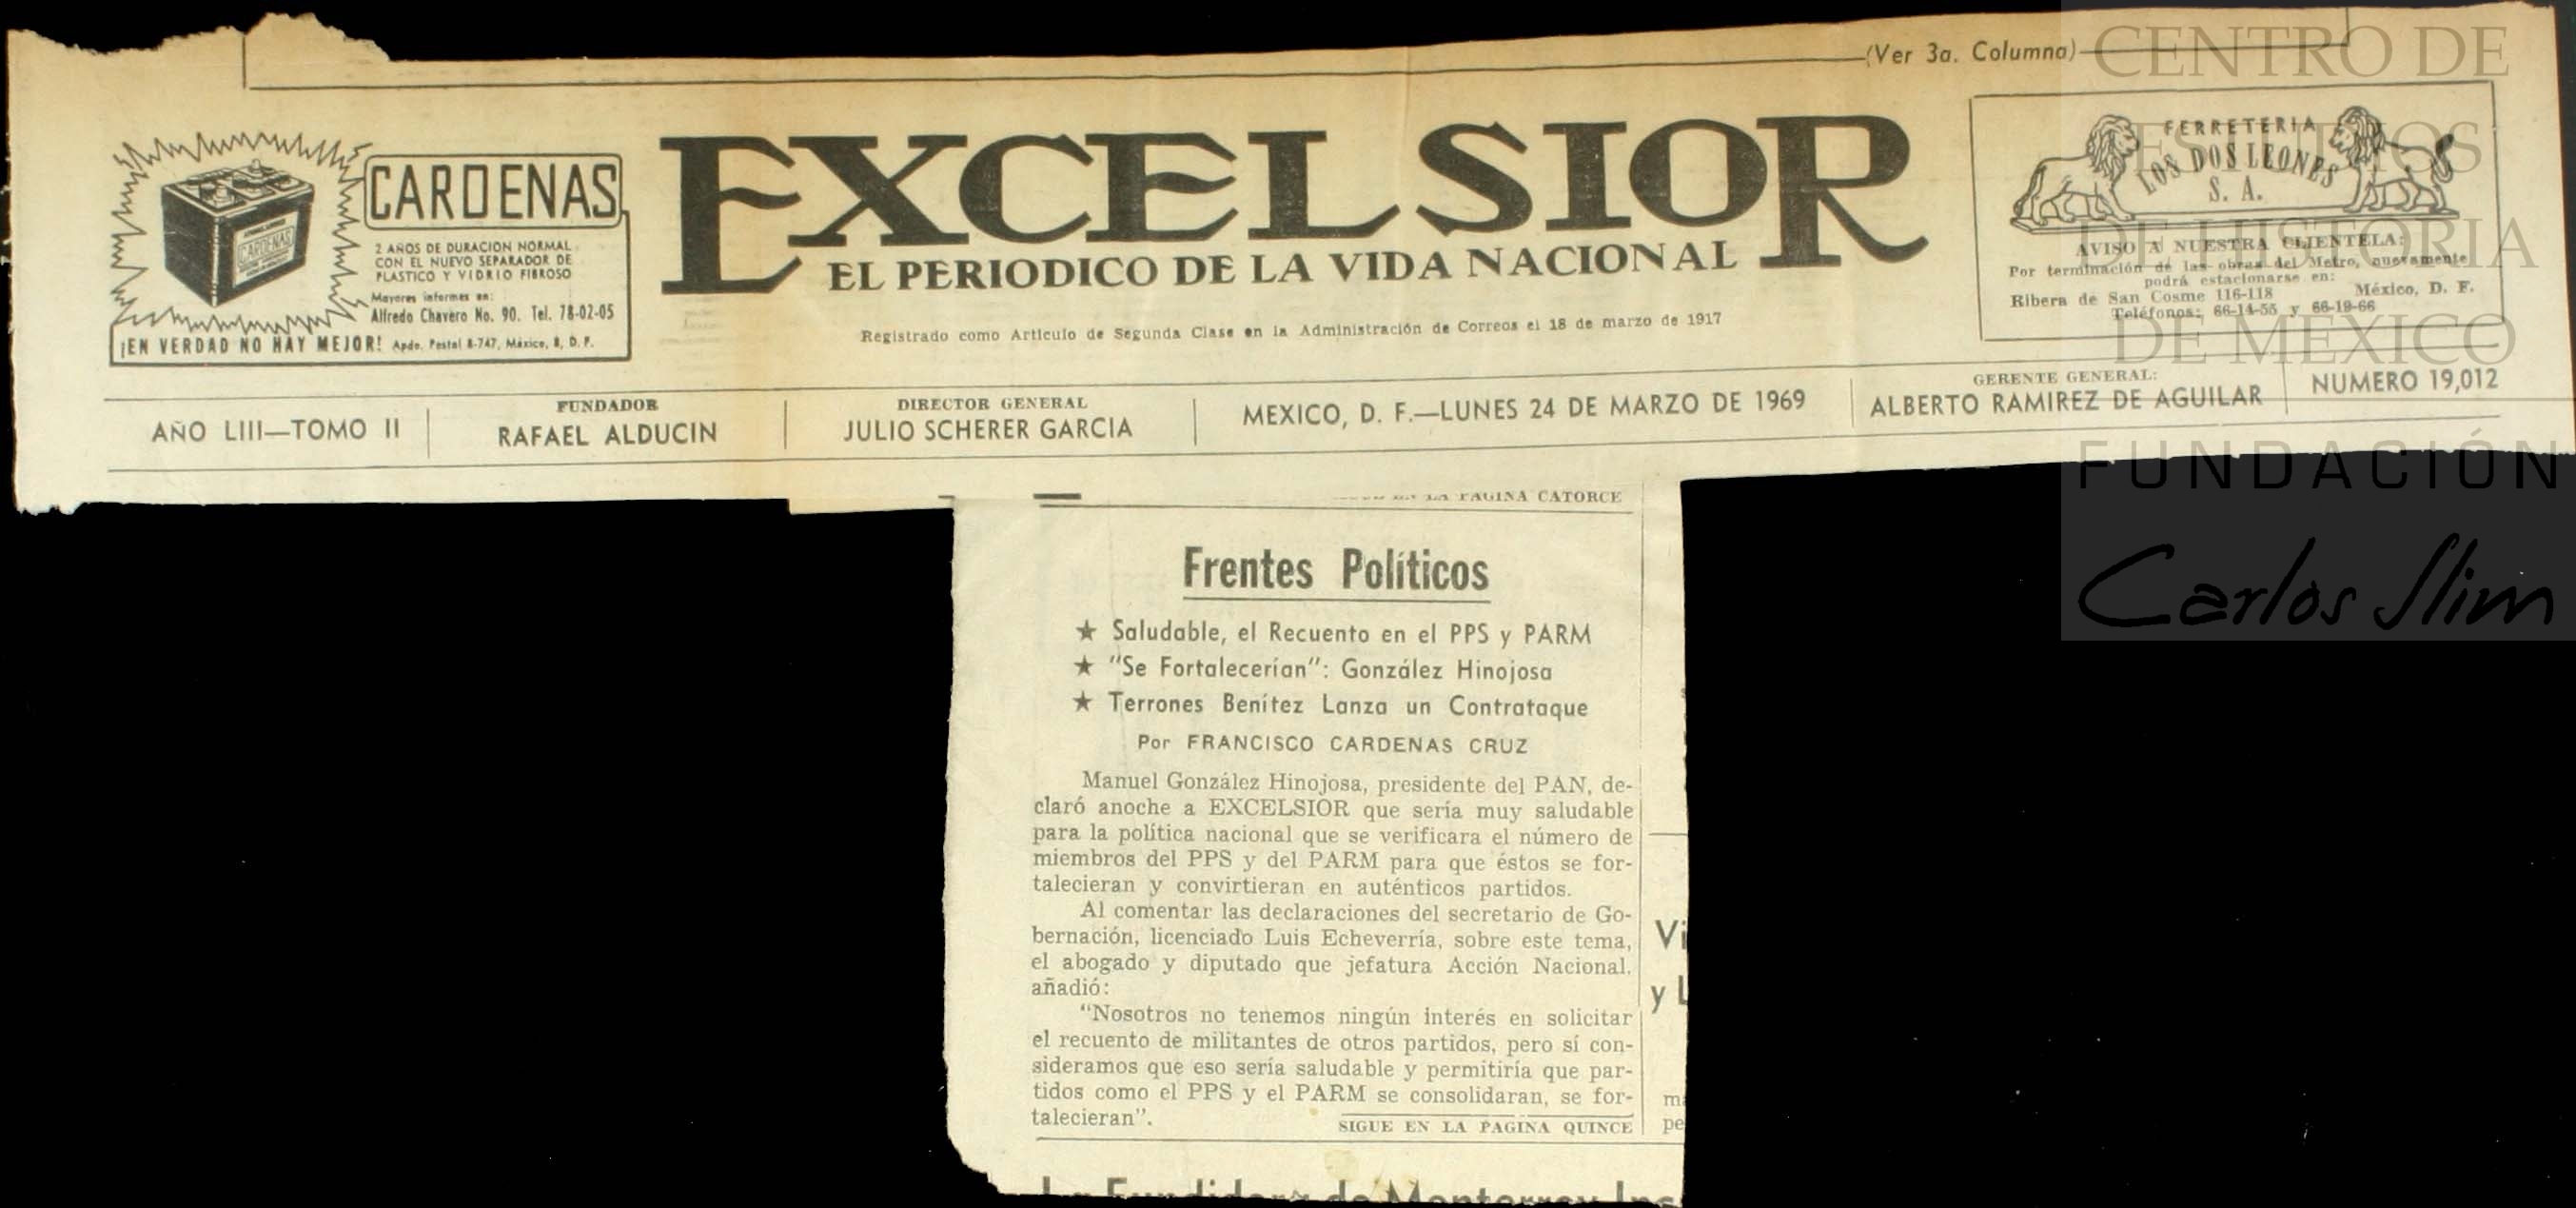 (Ver 3a. Columna)
CARDENAS
CARDENAS
2 AÑOS DE DURACION NORMAL
CON EL NUEVO SEPARADOR DE
PLASTICO Y VIDRIO FIBROSO
Mayores informes en:
Alfredo Chavero No. 90. Tel. 78-02-05
¡EN VERDAD NO HAY MEJOR! Apdo. Postal 8-747, México, 8, D. F.
EXCELSIOR
EL PERIODICO DE LA VIDA NACIONAL
Registrado como Articulo de Segunda Clase en la Administración de Correos el 18 de marzo de 1917
FERRETERIA
LOS DOS LEONES
S. A.
AVISO A NUESTRA CLIENTELA:
Por terminación de las obras del Metro, nuevamente
podrá estacionarse en:
Ribera de San Cosme 116-118 México, D. F.
Teléfonos: 66-14-55 y 66-19-66
AÑO LIII—TOMO II
FUNDADOR
RAFAEL ALDUCIN
DIRECTOR GENERAL
JULIO SCHERER GARCIA
MEXICO, D. F.—LUNES 24 DE MARZO DE 1969
GERENTE GENERAL:
ALBERTO RAMIREZ DE AGUILAR
NUMERO 19,012
CENTRO DE
ESTUDIOS
DE HISTORIA
DE MEXICO
FUNDACIÓN
Carlos Slim
LA PAGINA CATORCE
Frentes Políticos
★ Saludable, el Recuento en el PPS y PARM
★ "Se Fortalecerían": González Hinojosa
★ Terrones Benítez Lanza un Contrataque
Por FRANCISCO CARDENAS CRUZ
Manuel González Hinojosa, presidente del PAN, de-
claró anoche a EXCELSIOR que sería muy saludable
para la política nacional que se verificara el número de
miembros del PPS y del PARM para que éstos se for-
talecieran y convirtieran en auténticos partidos.
Al comentar las declaraciones del secretario de Go-
bernación, licenciado Luis Echeverría, sobre este tema,
el abogado y diputado que jefatura Acción Nacional.
añadió:
"Nosotros no tenemos ningún interés en solicitar
el recuento de militantes de otros partidos, pero sí con-
sideramos que eso sería saludable y permitiría que par-
tidos como el PPS y el PARM se consolidaran, se for-
talecieran".
SIGUE EN LA PAGINA QUINCE
Vi
y L
pe
de Monterrey